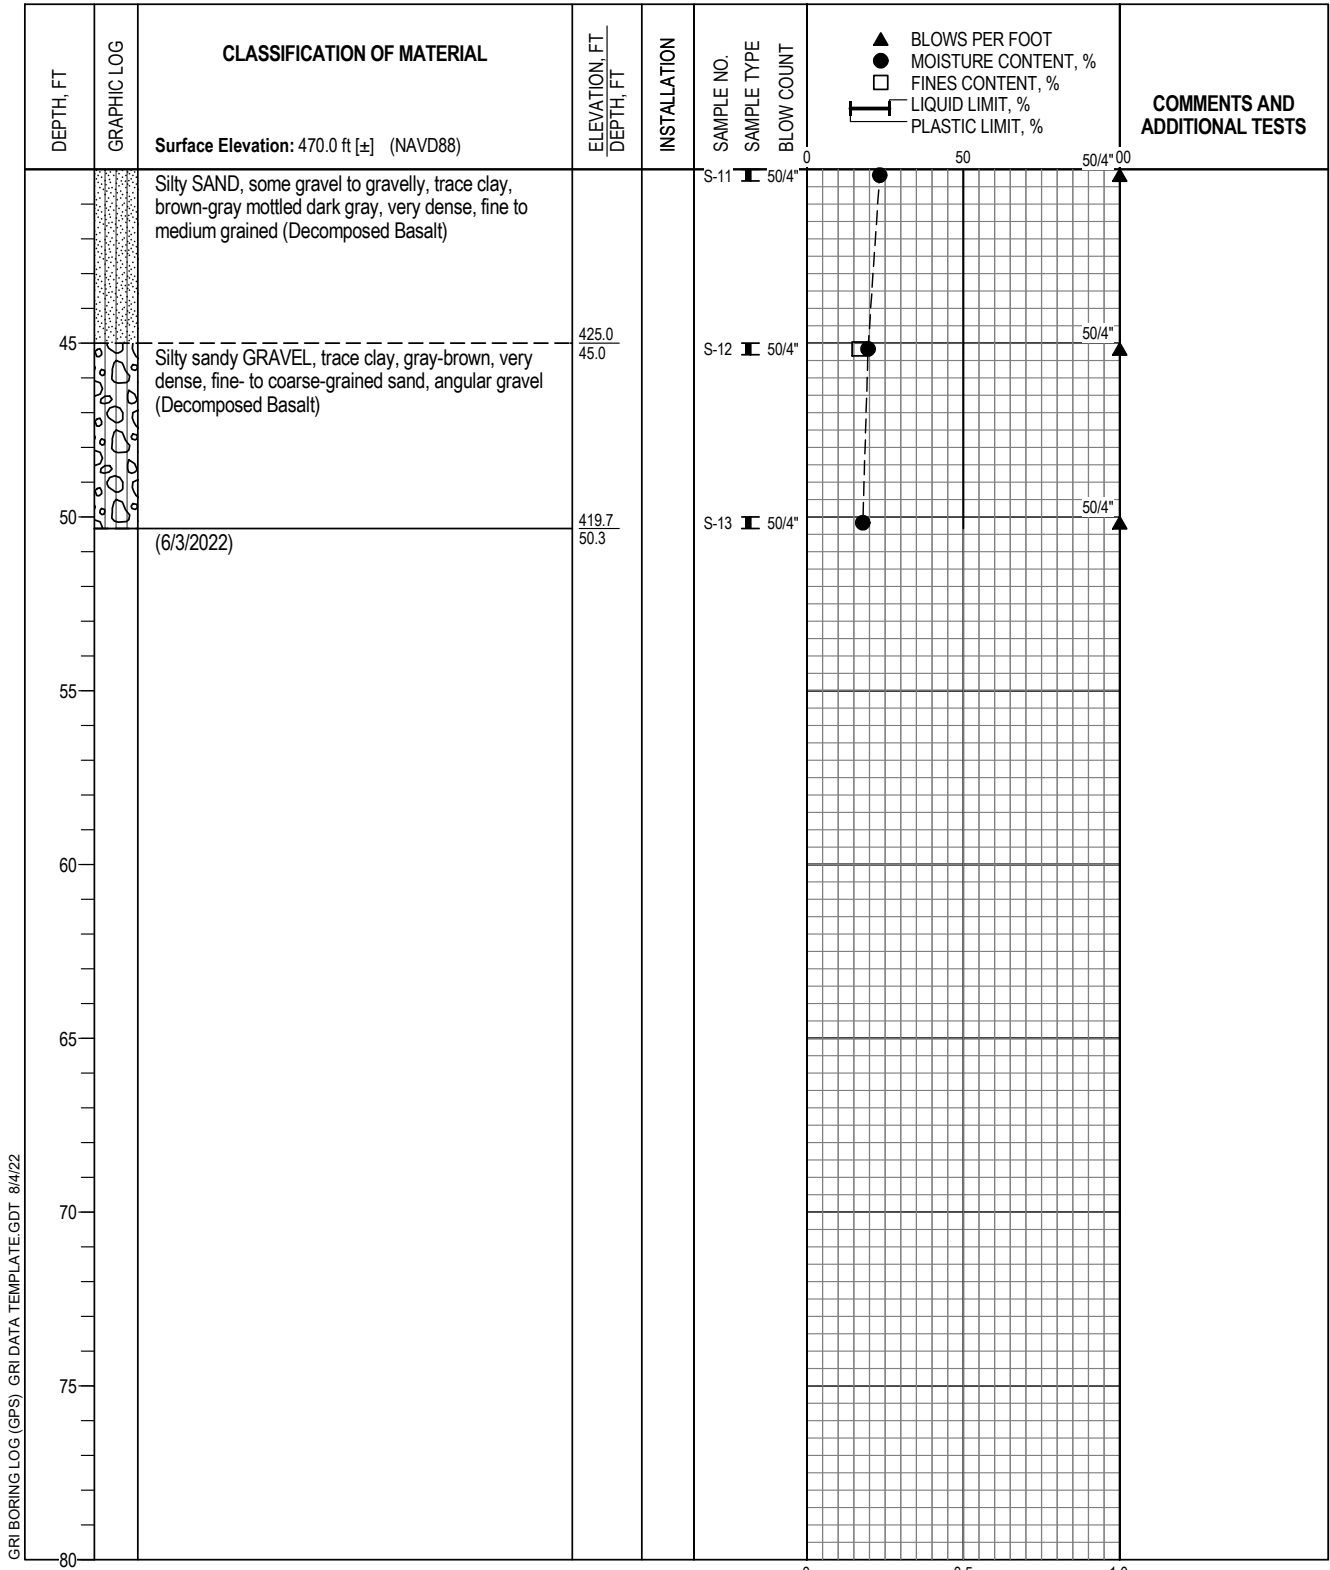 DEPTH, FT
GRAPHIC LOG
CLASSIFICATION OF MATERIAL
Surface Elevation: 470.0 ft [±] (NAVD88)
ELEVATION, FT
DEPTH, FT
INSTALLATION
SAMPLE NO.
SAMPLE TYPE
BLOW COUNT
BLOWS PER FOOT
MOISTURE CONTENT, %
FINES CONTENT, %
LIQUID LIMIT, %
PLASTIC LIMIT, %
COMMENTS AND
ADDITIONAL TESTS
0 50 50/4" 00
Silty SAND, some gravel to gravelly, trace clay,
brown-gray mottled dark gray, very dense, fine to
medium grained (Decomposed Basalt)
S-11 50/4"
425.0
45.0
45
Silty sandy GRAVEL, trace clay, gray-brown, very
dense, fine- to coarse-grained sand, angular gravel
(Decomposed Basalt)
S-12 50/4"
50/4"
50
419.7
50.3
(6/3/2022)
S-13 50/4"
50/4"
55
60
65
70
75
80
GRI BORING LOG (GPS) GRI DATA TEMPLATE.GDT 8/4/22